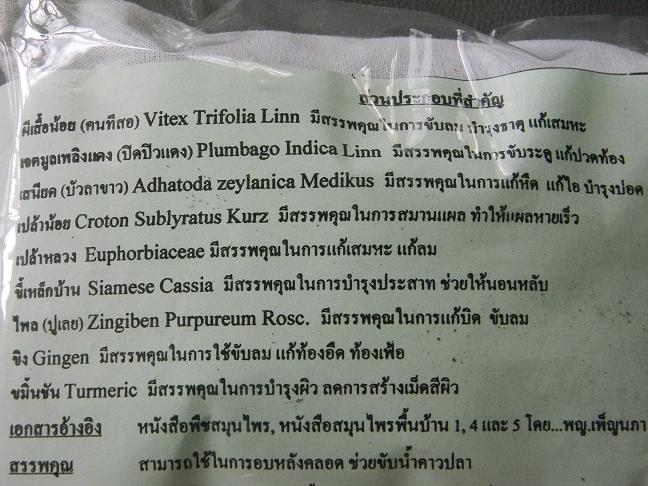 ส่วนประกอบที่สำคัญ
ผีเสื้อน้อย (คนทีสอ) Vitex Trifolia Linn มีสรรพคุณในการขับลม บำรุงธาตุ แก้เสมหะ
เจตมูลเพลิงแดง (ปิดปิวแดง) Plumbago Indica Linn มีสรรพคุณในการขับระดู แก้ปวดท้อง
เสนียด (บัวลาขาว) Adhatoda zeylanica Medikus มีสรรพคุณในการแก้หืด แก้ไอ บำรุงปอด
เปล้าน้อย Croton Sublyratus Kurz มีสรรพคุณในการสมานแผล ทำให้แผลหายเร็ว
เปล้าหลวง Euphorbiaceae มีสรรพคุณในการแก้เสมหะ แก้ลม
ขี้เหล็กบ้าน Siamese Cassia มีสรรพคุณในการบำรุงประสาท ช่วยให้นอนหลับ
ไพล (ปูเลย) Zingiben Purpureum Rosc. มีสรรพคุณในการแก้บิด ขับลม
ขิง Gingen มีสรรพคุณในการใช้ขับลม แก้ท้องอืด ท้องเฟ้อ
ขมิ้นชัน Turmeric มีสรรพคุณในการบำรุงผิว ลดการสร้างเม็ดสีผิว
เอกสารอ้างอิง หนังสือพืชสมุนไพร, หนังสือสมุนไพรพื้นบ้าน 1, 4 และ 5 โดย...พญ.เพ็ญนภา
สรรพคุณ สามารถใช้ในการอบหลังคลอด ช่วยขับน้ำคาวปลา